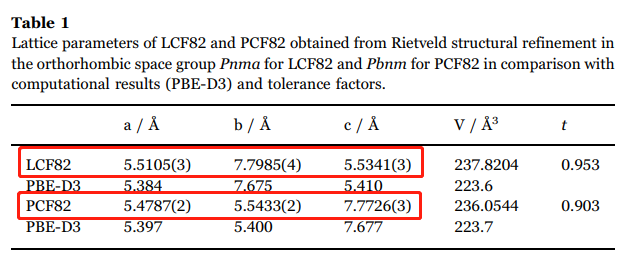 Table 1
Lattice parameters of LCF82 and PCF82 obtained from Rietveld structural refinement in
the orthorhombic space group Pnma for LCF82 and Pbnm for PCF82 in comparison with
computational results (PBE-D3) and tolerance factors.
a / Å b / Å c / Å V / Å³ t
LCF82 5.5105(3) 7.7985(4) 5.5341(3) 237.8204 0.953
PBE-D3 5.384 7.675 5.410 223.6
PCF82 5.4787(2) 5.5433(2) 7.7726(3) 236.0544 0.903
PBE-D3 5.397 5.400 7.677 223.7